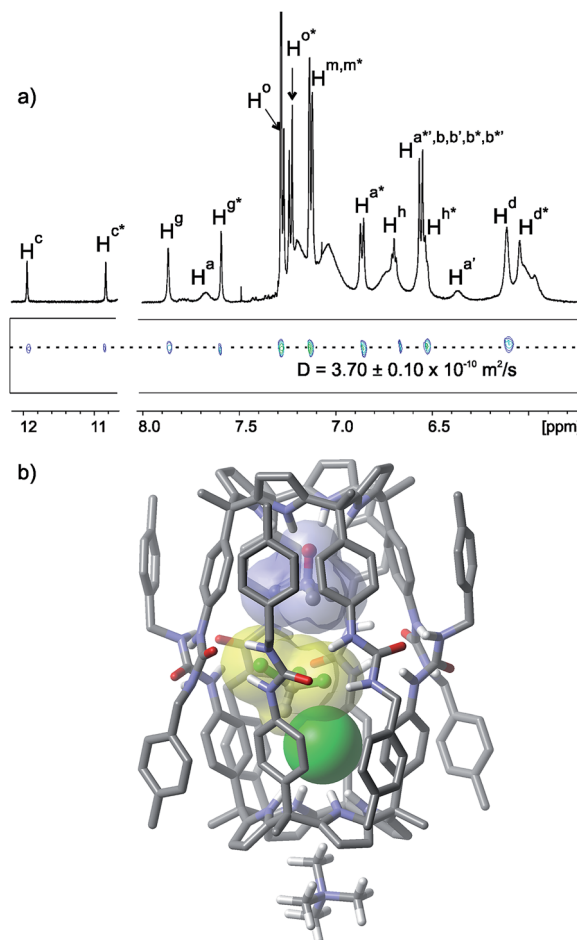 a)
H^o
H^o*
H^m,m*
H^c
H^c*
H^g
H^a
H^g*
H^a*
H^h
H^a*',b,b',b*,b*'
H^h*
H^a'
H^d
H^d*
D = 3.70 ± 0.10 x 10^-10 m²/s
12 11 8.0 7.5 7.0 6.5 [ppm]
b)